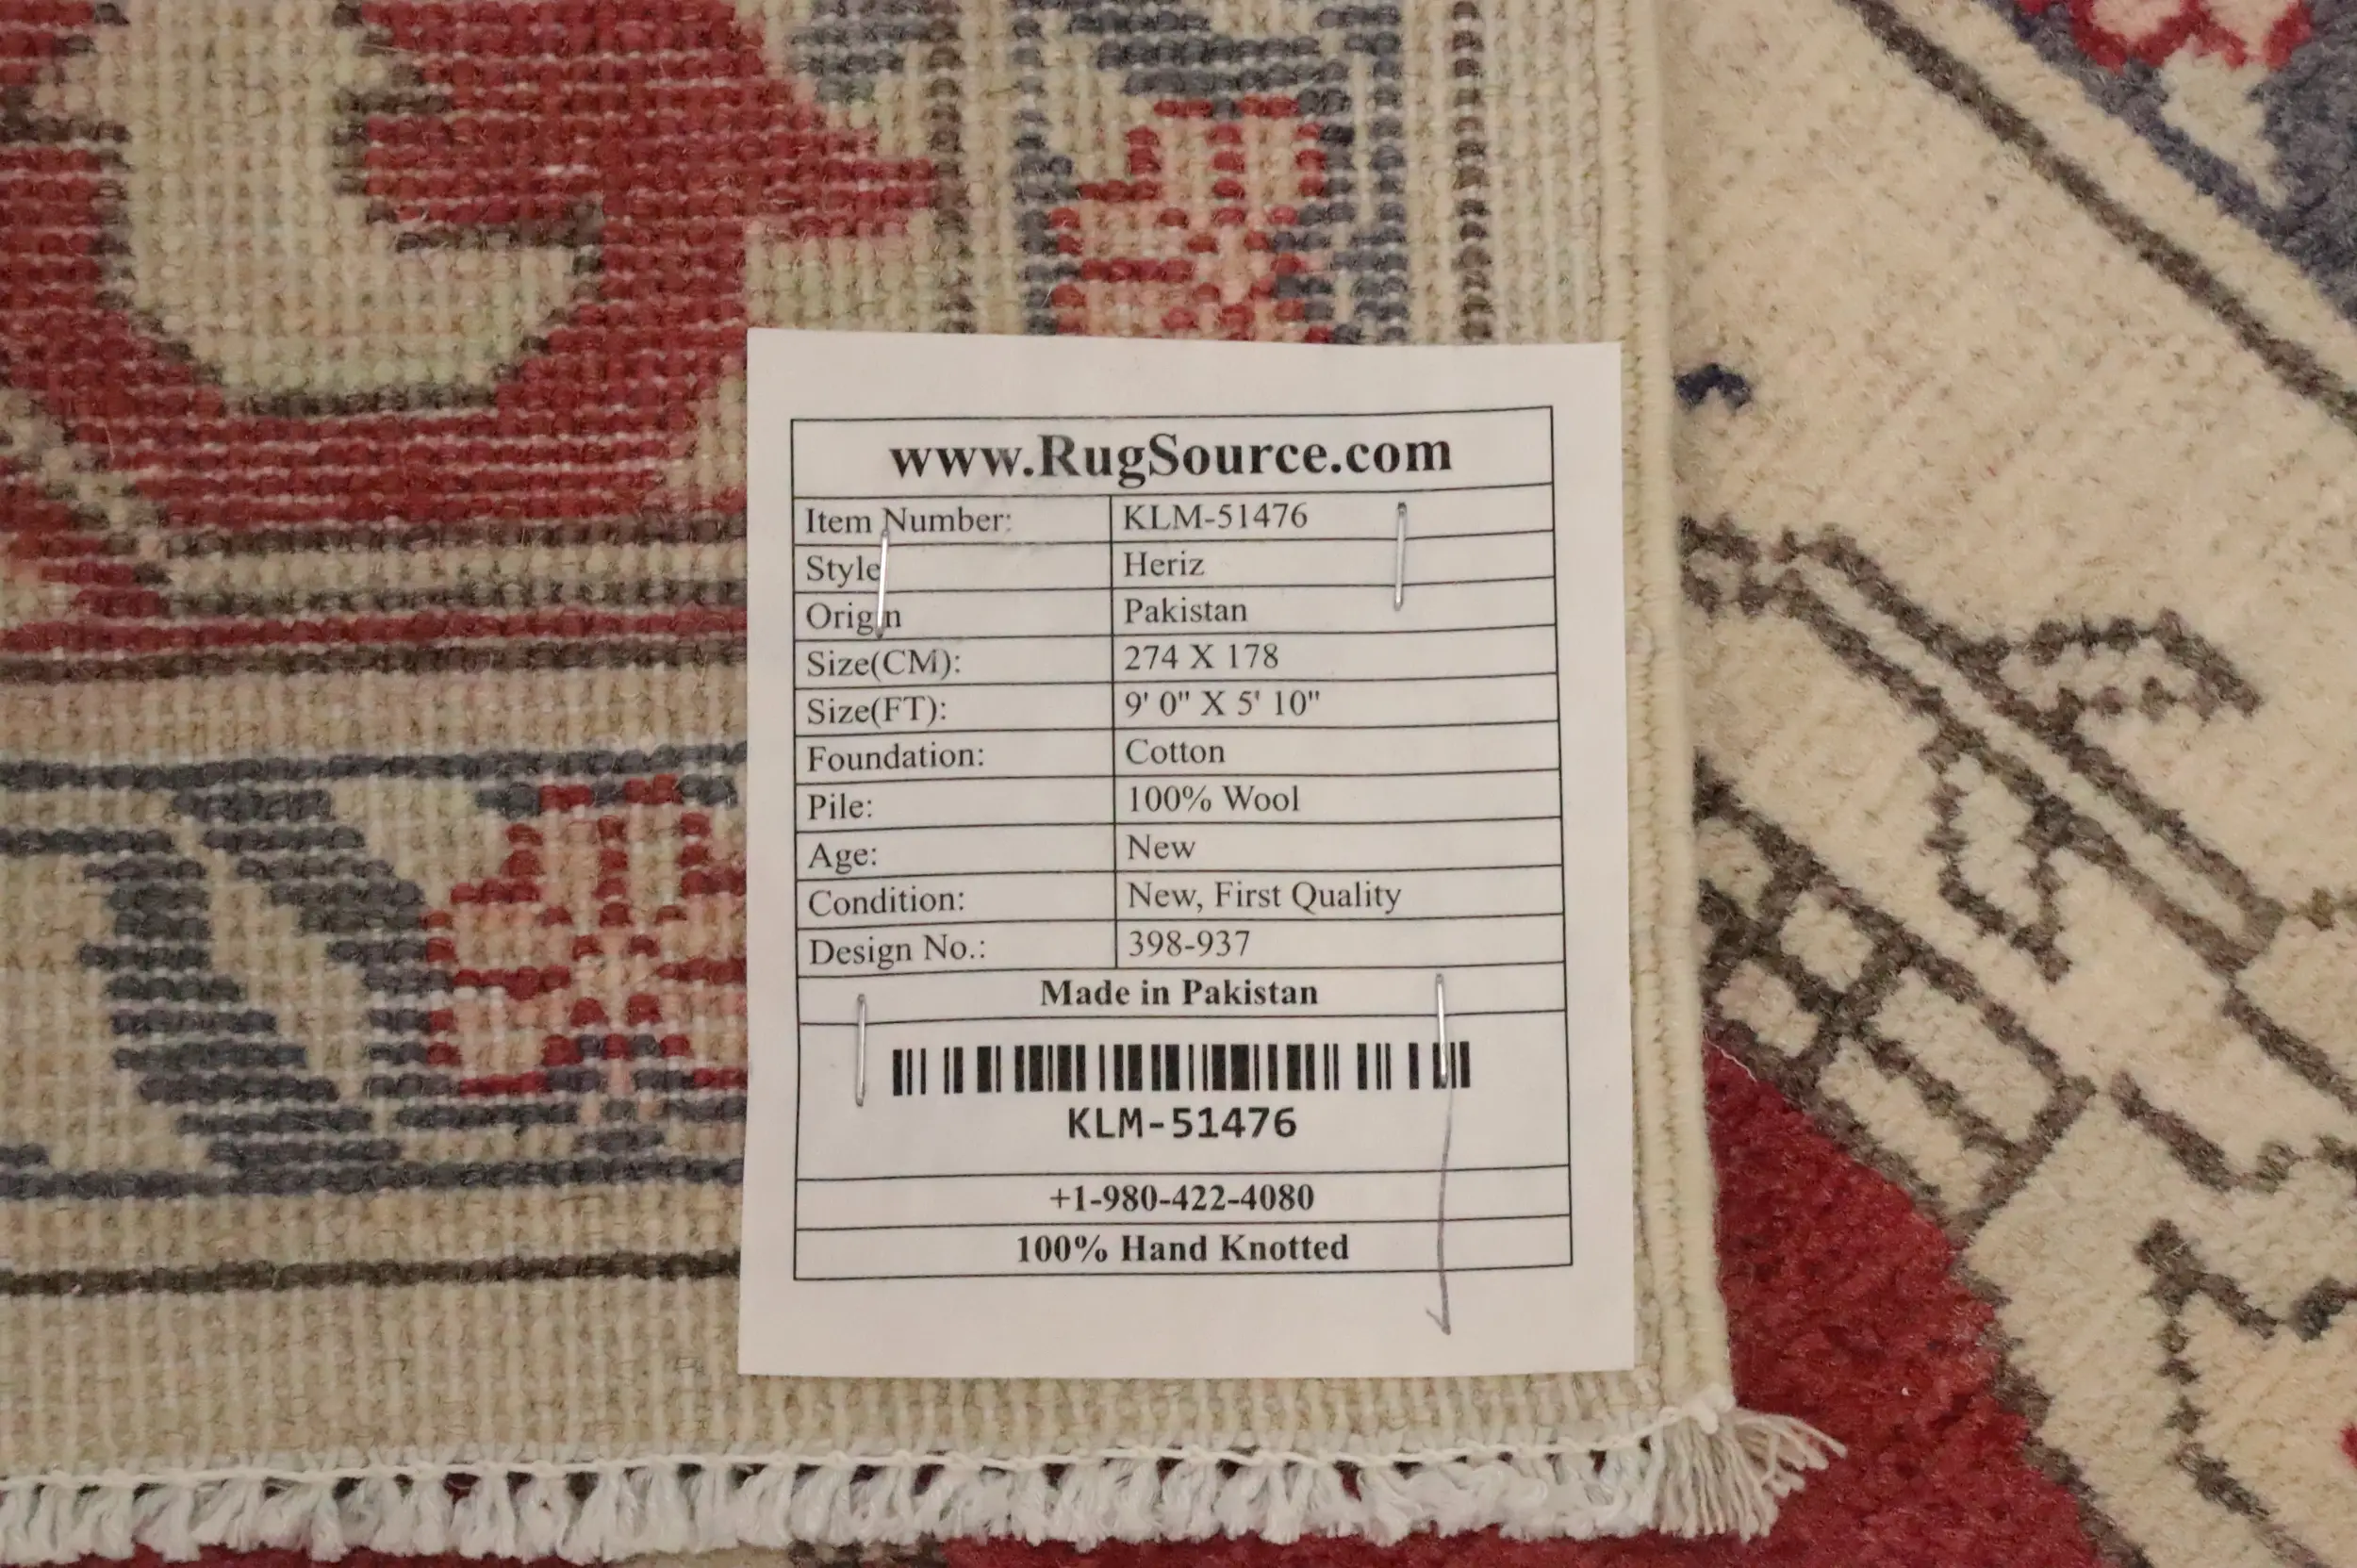 www.RugSource.com
Item Number: KLM-51476
Style Heriz
Origin Pakistan
Size(CM): 274 X 178
Size(FT): 9' 0" X 5' 10"
Foundation: Cotton
Pile: 100% Wool
Age: New
Condition: New, First Quality
Design No.: 398-937
Made in Pakistan
KLM-51476
+1-980-422-4080
100% Hand Knotted